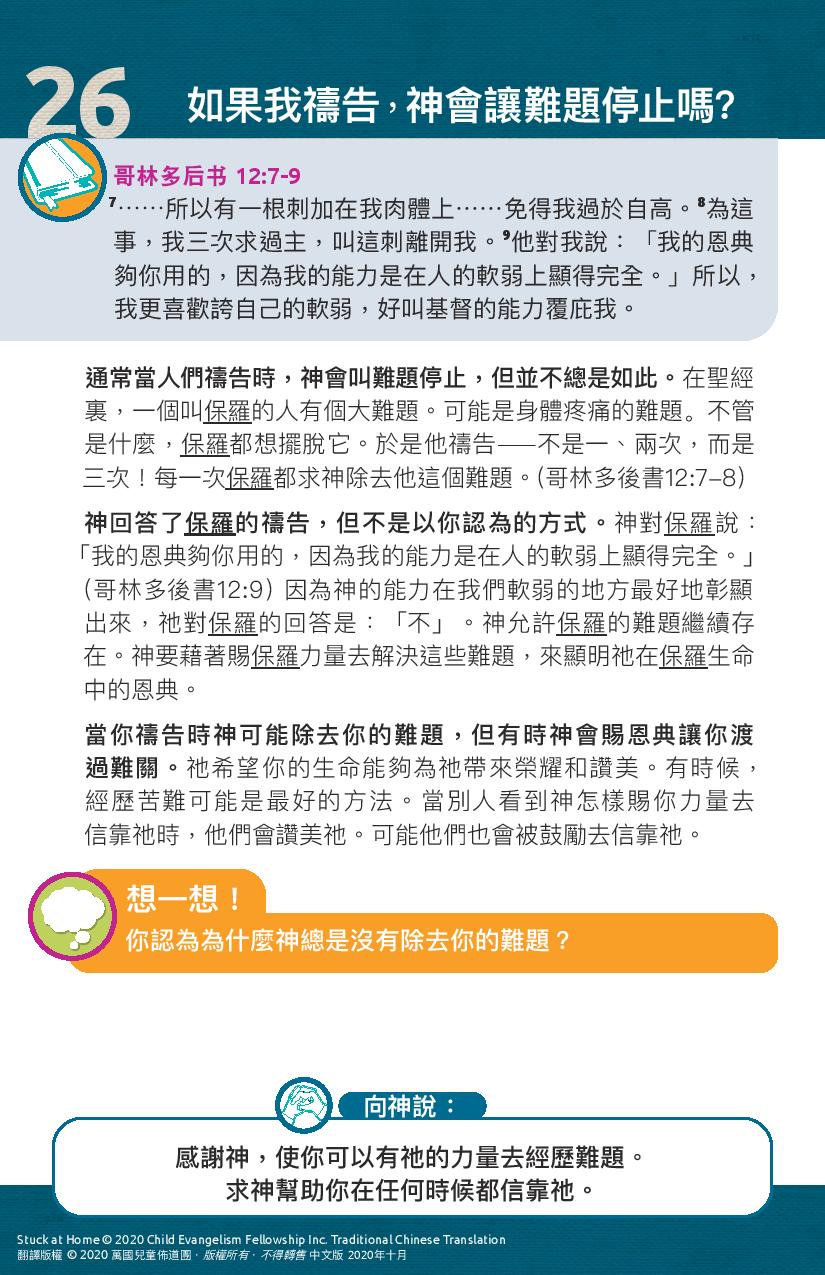 26
如果我禱告，神會讓難題停止嗎?
哥林多后书 12:7-9
7……所以有一根刺加在我肉體上……免得我過於自高。8為這
事，我三次求過主，叫這刺離開我。9他對我說：「我的恩典
夠你用的，因為我的能力是在人的軟弱上顯得完全。」所以，
我更喜歡誇自己的軟弱，好叫基督的能力覆庇我。
通常當人們禱告時，神會叫難題停止，但並不總是如此。在聖經
裏，一個叫保羅的人有個大難題。可能是身體疼痛的難題。不管
是什麼，保羅都想擺脫它。於是他禱告——不是一、兩次，而是
三次！每一次保羅都求神除去他這個難題。(哥林多後書12:7–8)
神回答了保羅的禱告，但不是以你認為的方式。神對保羅說：
「我的恩典夠你用的，因為我的能力是在人的軟弱上顯得完全。」
(哥林多後書12:9) 因為神的能力在我們軟弱的地方最好地彰顯
出來，祂對保羅的回答是：「不」。神允許保羅的難題繼續存
在。神要藉著賜保羅力量去解決這些難題，來顯明祂在保羅生命
中的恩典。
當你禱告時神可能除去你的難題，但有時神會賜恩典讓你渡
過難關。祂希望你的生命能夠為祂帶來榮耀和讚美。有時候，
經歷苦難可能是最好的方法。當別人看到神怎樣賜你力量去
信靠祂時，他們會讚美祂。可能他們也會被鼓勵去信靠祂。
想一想！
你認為為什麼神總是沒有除去你的難題？
向神說：
感謝神，使你可以有祂的力量去經歷難題。
求神幫助你在任何時候都信靠祂。
Stuck at Home © 2020 Child Evangelism Fellowship Inc. Traditional Chinese Translation
翻譯版權 © 2020 萬國兒童佈道團．版權所有．不得轉售 中文版 2020年十月